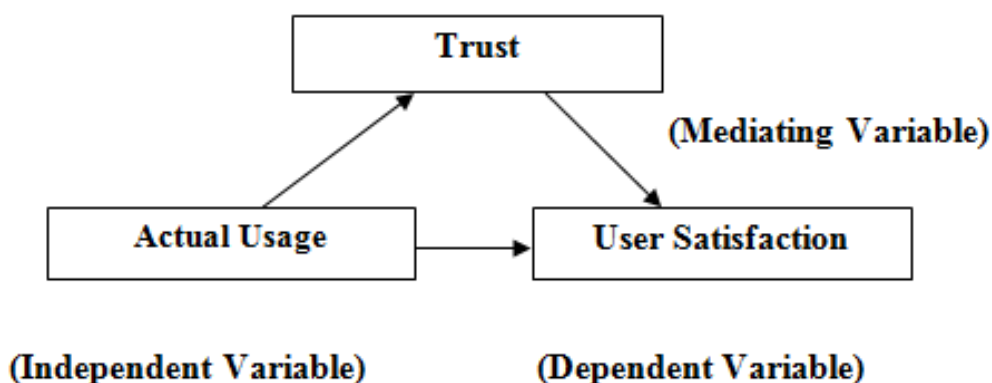 Trust
(Mediating Variable)
Actual Usage
User Satisfaction
(Independent Variable)
(Dependent Variable)